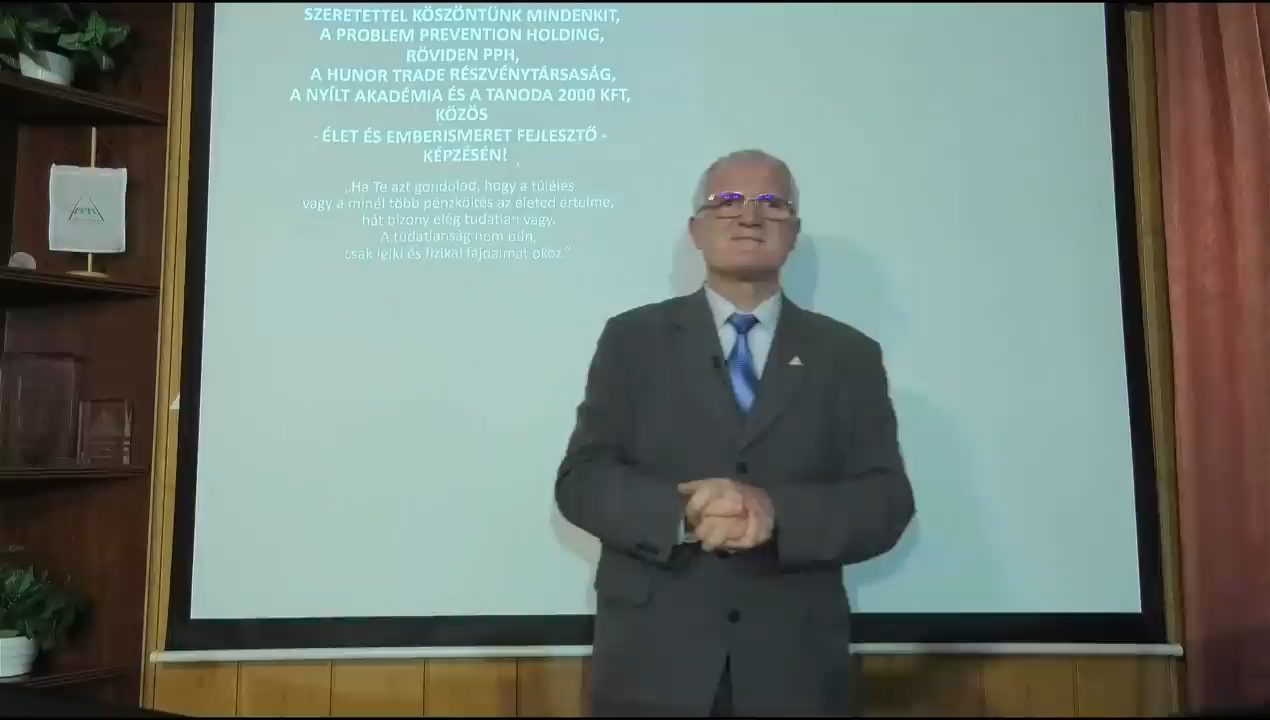 SZERETETTEL KÖSZÖNTÜNK MINDENKIT,
A PROBLEM PREVENTION HOLDING,
RÖVIDEN PPH,
A HUNOR TRADE RÉSZVÉNYTÁRSASÁG,
A NYÍLT AKADÉMIA ÉS A TANODA 2000 KFT,
KÖZÖS
- ÉLET ÉS EMBERISMERET FEJLESZTŐ -
KÉPZÉSÉN!
„Ha Te azt gondolod, hogy a túlélés
vagy a minél több pénzköltés az életed értelme,
hát bizony elég tudatlan vagy.
A tudatlanság nem bűn,
csak lelki és fizikai fájdalmat okoz."